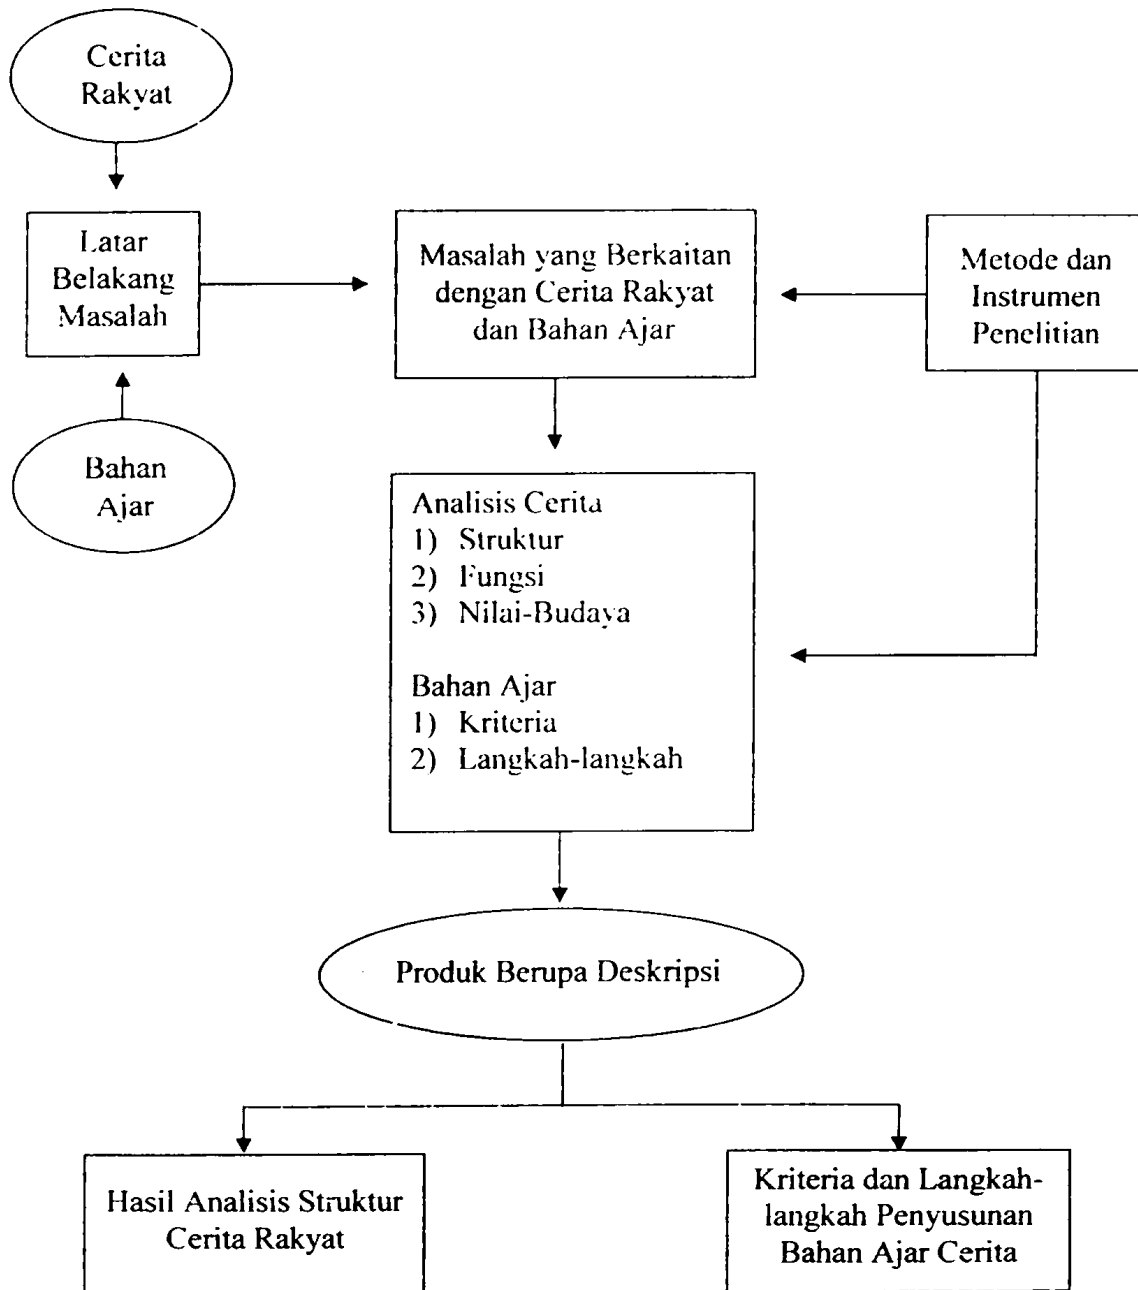 Cerita
Rakyat
Latar
Belakang
Masalah
Masalah yang Berkaitan
dengan Cerita Rakyat
dan Bahan Ajar
Metode dan
Instrumen
Penelitian
Bahan
Ajar
Analisis Cerita
1) Struktur
2) Fungsi
3) Nilai-Budaya
Bahan Ajar
1) Kriteria
2) Langkah-langkah
Produk Berupa Deskripsi
Hasil Analisis Struktur
Cerita Rakyat
Kriteria dan Langkah-
langkah Penyusunan
Bahan Ajar Cerita